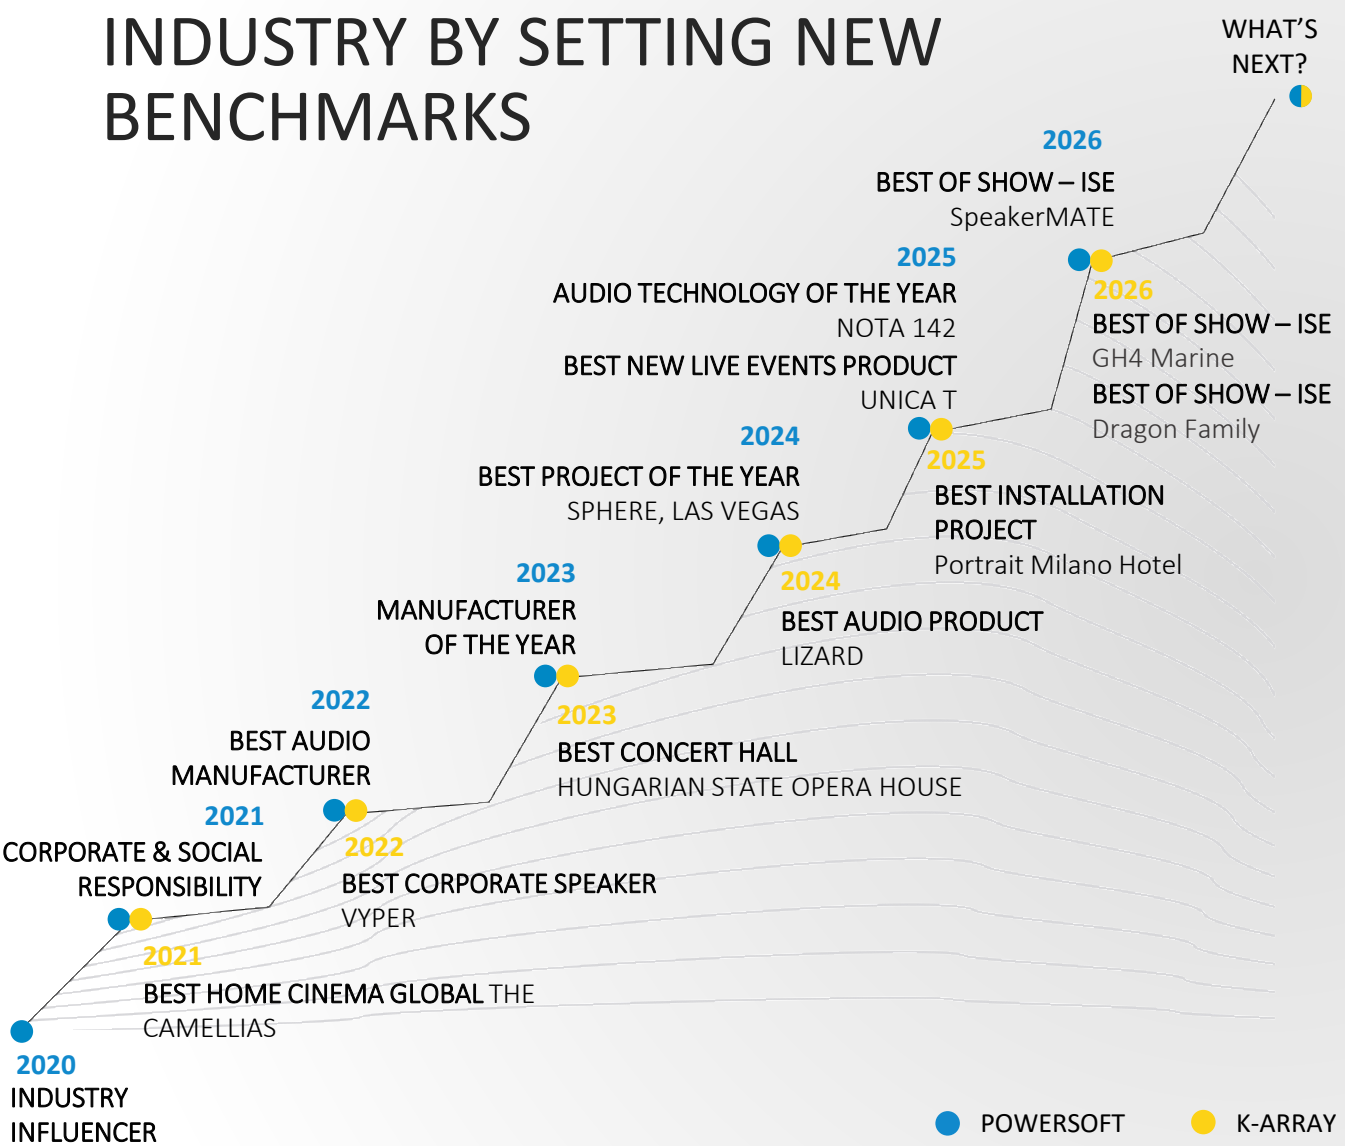 INDUSTRY BY SETTING NEW
BENCHMARKS
WHAT'S
NEXT?
2026
BEST OF SHOW – ISE
SpeakerMATE
2026
BEST OF SHOW – ISE
GH4 Marine
BEST OF SHOW – ISE
Dragon Family
2025
AUDIO TECHNOLOGY OF THE YEAR
NOTA 142
BEST NEW LIVE EVENTS PRODUCT
UNICA T
2025
BEST INSTALLATION
PROJECT
Portrait Milano Hotel
2024
BEST PROJECT OF THE YEAR
SPHERE, LAS VEGAS
2024
BEST AUDIO PRODUCT
LIZARD
2023
MANUFACTURER
OF THE YEAR
2023
BEST CONCERT HALL
HUNGARIAN STATE OPERA HOUSE
2022
BEST AUDIO
MANUFACTURER
2022
BEST CORPORATE SPEAKER
VYPER
2021
CORPORATE & SOCIAL
RESPONSIBILITY
2021
BEST HOME CINEMA GLOBAL THE
CAMELLIAS
2020
INDUSTRY
INFLUENCER
POWERSOFT
K-ARRAY